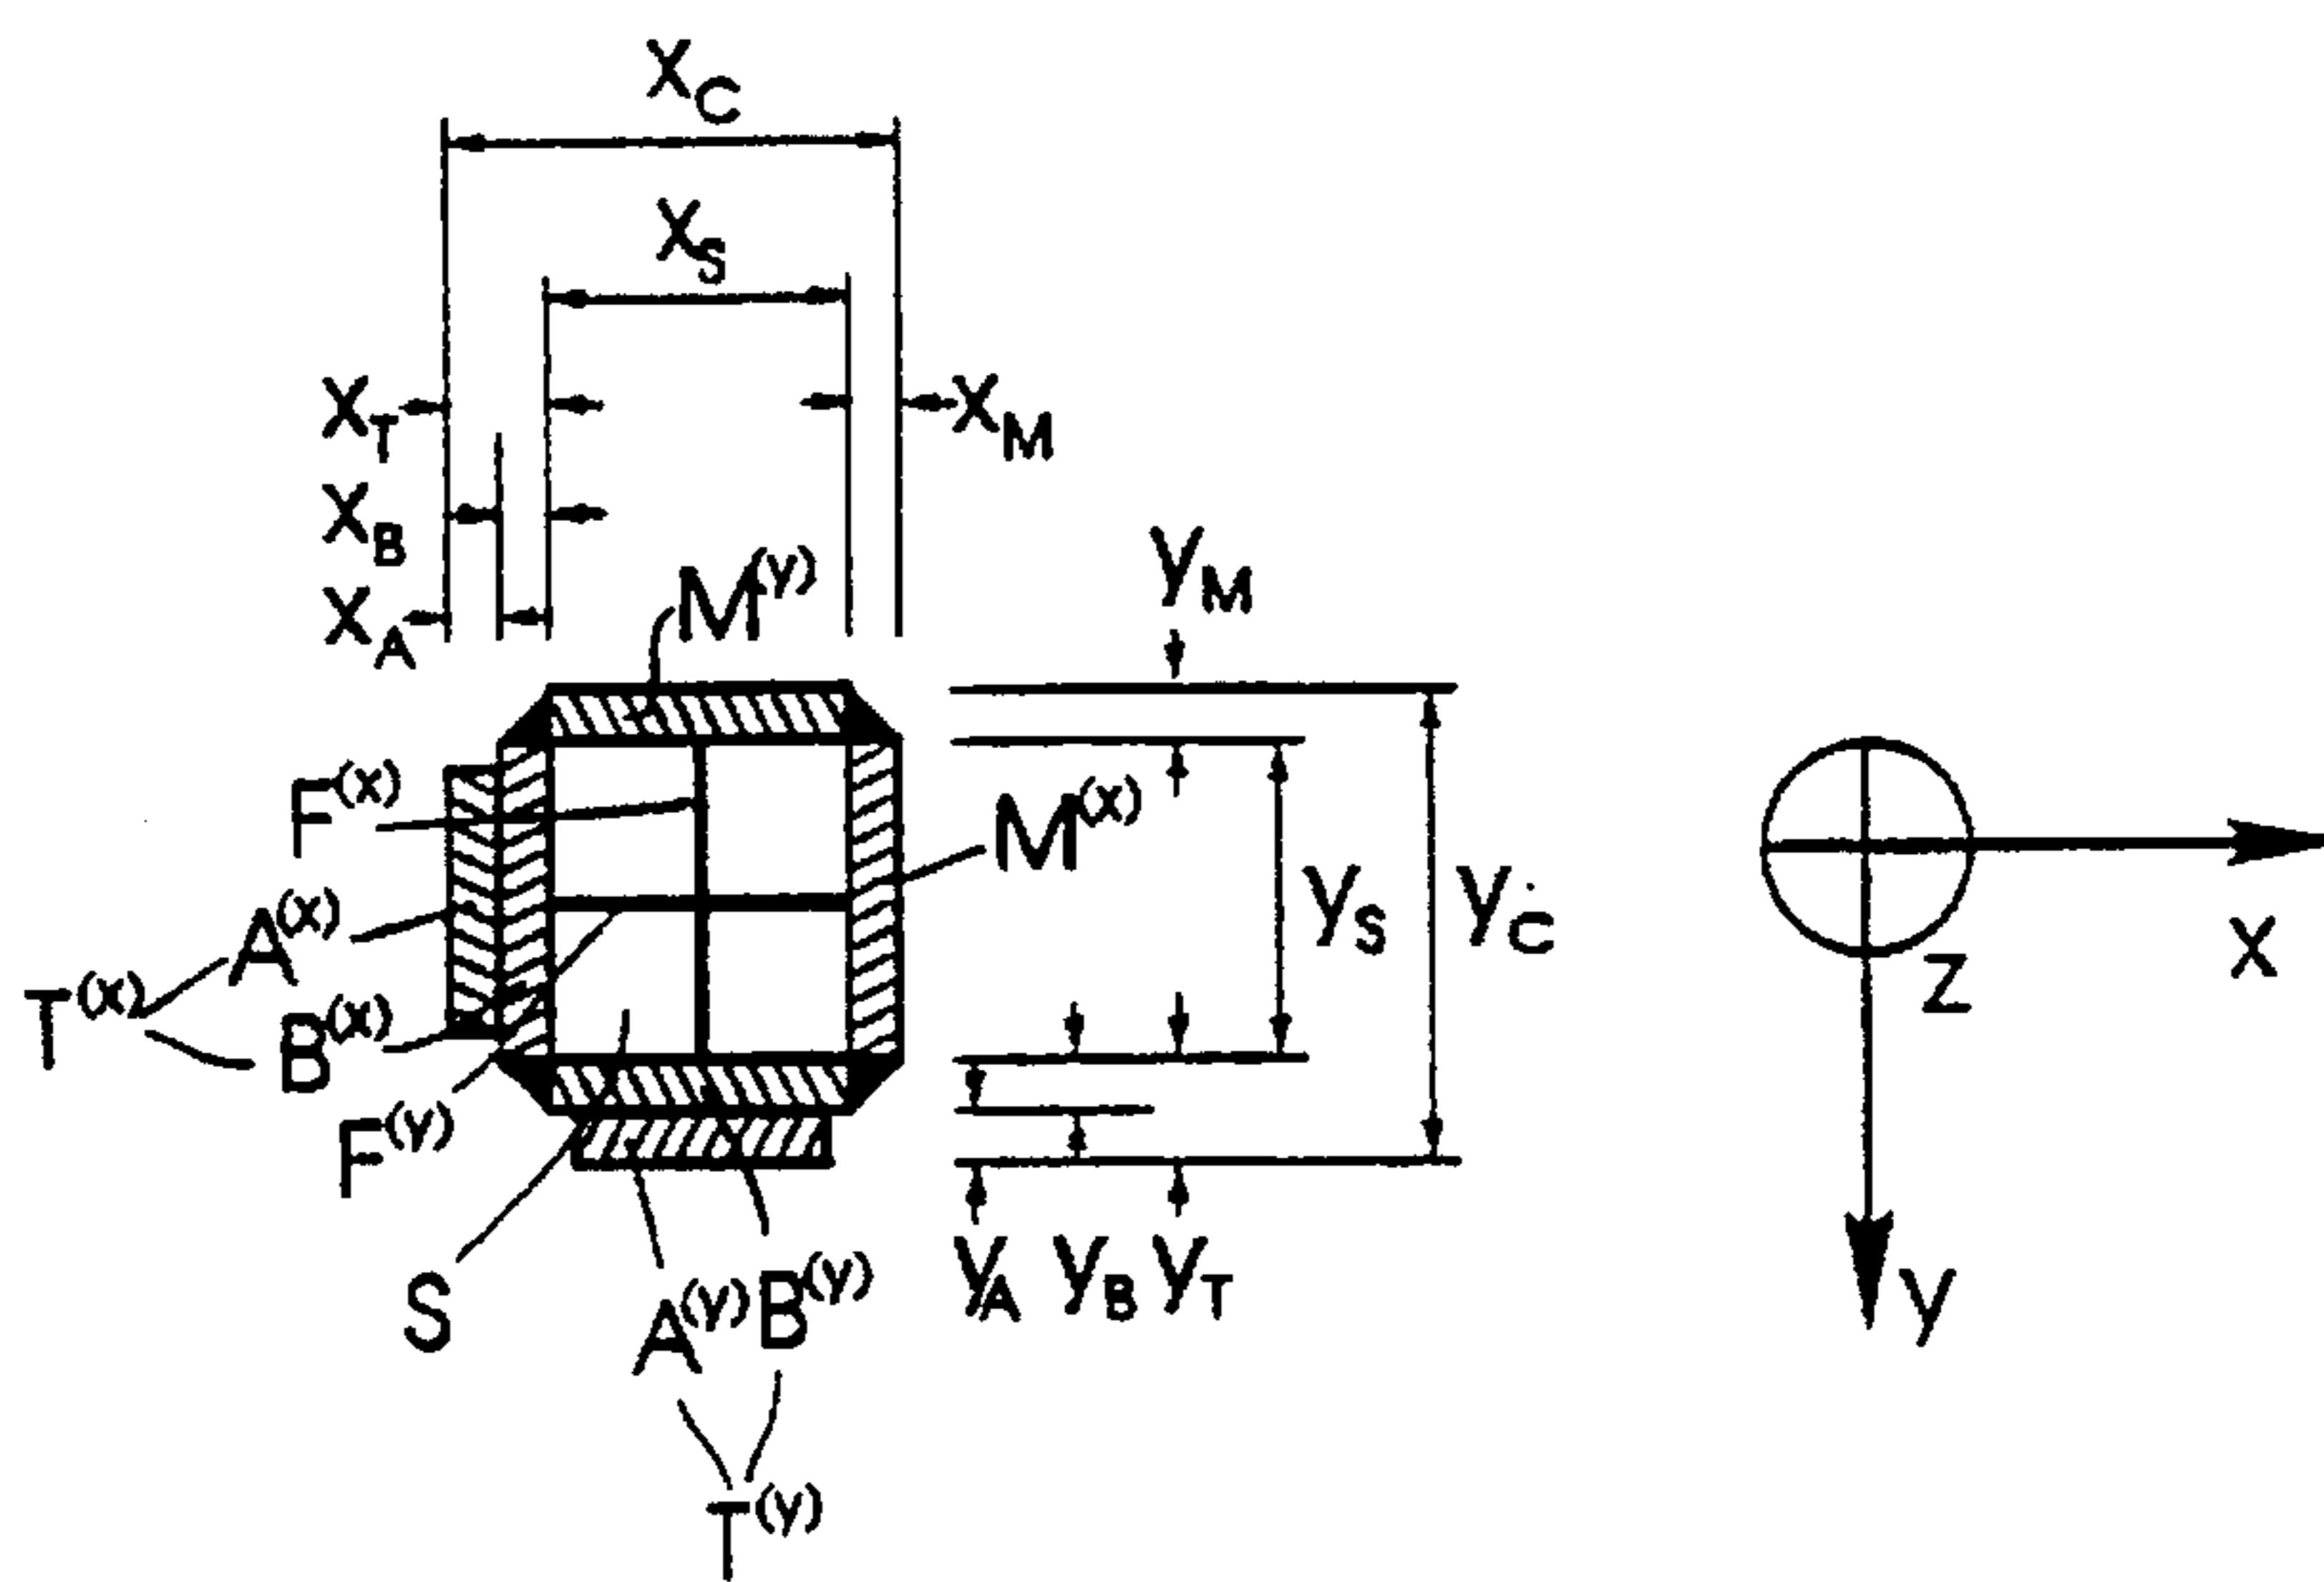 X_C
X_S
X_T
X_M
X_B
X_A
M^(y)
y_M
F^(x)
M^(x)
A^(x)
y_S
y_C
T^(x)
B^(x)
z
x
F^(y)
S
A^(y)
B^(y)
y_A
y_B
y_T
y
T^(y)